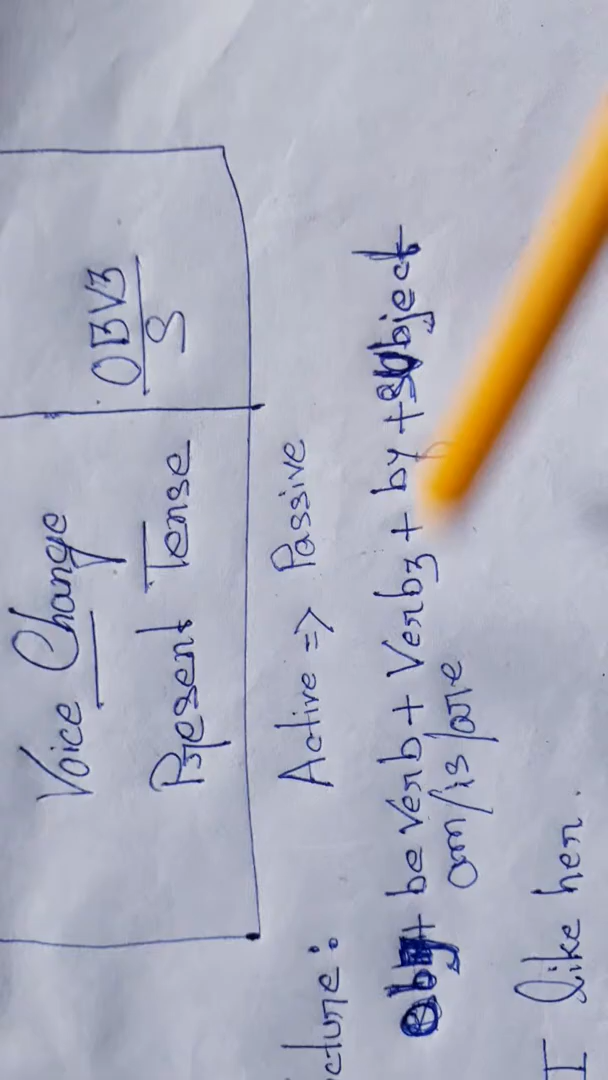 Voice Change
Present Tense
OBV3
S
Active => Passive
cture:
Obj + be verb + Verb3 + by + Subject
am/is/are
I like her.